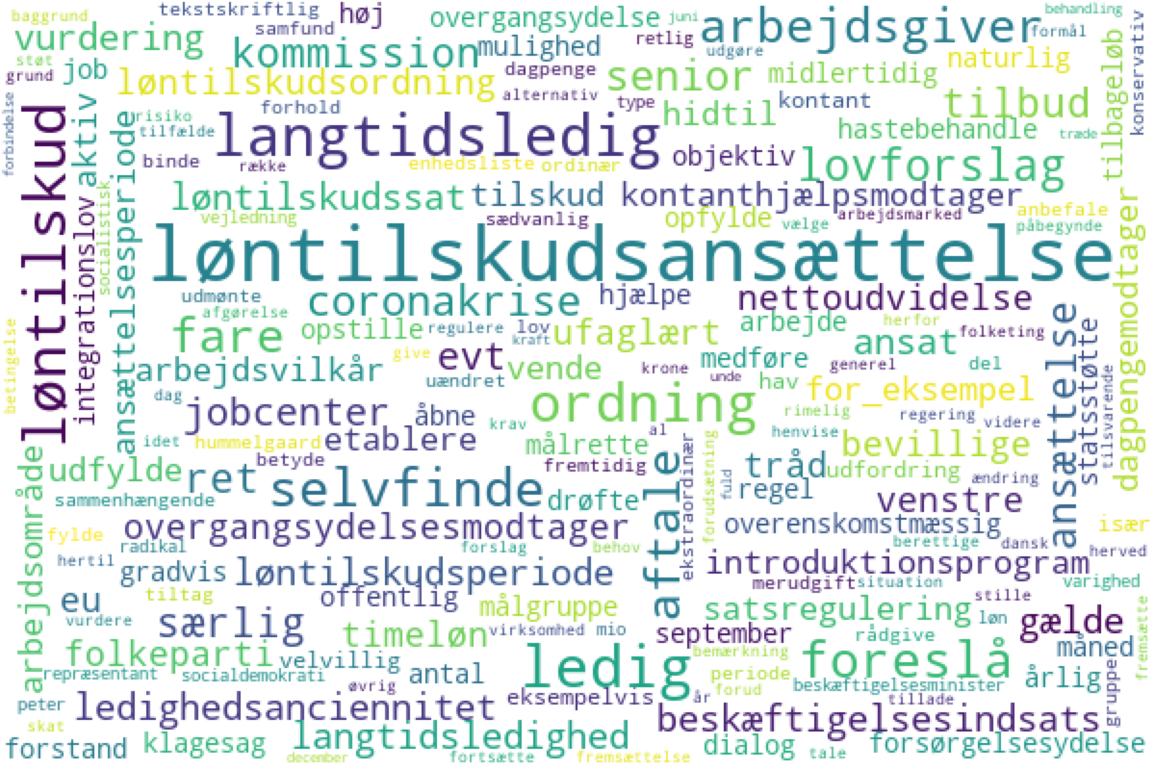 baggrund
tekstskriftlig
høj
overgangsydelse
juni
arbejdsgiver
behandling
samfund
retlig
formål
vurdering
kommission
mulighed
udgøre
naturlig
konservativ
støt
grund
job
løntilskudsordning
dagpenge
senior
midlertidig
tilbageløb
forbindelse
løntilskud
aktiv
risiko
forhold
alternativ
type
hidtil
kontant
tilbud
tilfælde
langtidsledig
hastebehandle
træde
binde
række
enhedsliste
ordinær
objektiv
lovforslag
løntilskudssat
tilskud
kontanthjælpsmodtager
integrationslov
socialistisk
ansættelsesperiode
vejledning
sædvanlig
opfylde
vælge
arbejdsmarked
anbefale
påbegynde
løntilskudsansættelse
dagpengemodtager
udmønte
coronakrise
hjælpe
nettoudvidelse
afgørelse
betingelse
fare
opstille
regulere
lov
kraft
ufaglært
arbejde
herfor
folketing
ansat
ansættelse
statsstøtte
arbejdsvilkår
give
evt
vende
krone
medføre
generel
del
uændret
unde
hav
for_eksempel
tilsvarende
dag
jobcenter
åbne
krav
ordning
rimelig
regering
videre
idet
hummelgaard
etablere
målrette
al
henvise
bevillige
betyde
fremtidig
ekstraordinær
forudsætning
tråd
udfordring
arbejdsområde
udfylde
ret
selvfinde
drøfte
aftale
fuld
regel
ændring
venstre
sammenhængende
overgangsydelsesmodtager
overenskomstmæssig
især
fylde
radikal
forslag
behov
berettige
dansk
herved
hertil
gradvis
løntilskudsperiode
introduktionsprogram
merudgift
situation
varighed
tiltag
offentlig
stille
eu
målgruppe
satsregulering
løn
gælde
fremsætte
vurdere
særlig
timeløn
virksomhed
mio
september
rådgive
måned
bemærkning
folkeparti
velvillig
ledig
foreslå
repræsentant
socialdemokrati
antal
periode
årlig
gruppe
øvrig
forud
beskæftigelsesminister
peter
ledighedsanciennitet
eksempelvis
år
tillade
skat
beskæftigelsesindsats
forstand
klagesag
langtidsledighed
dialog
tale
forsørgelsesydelse
december
fortsætte
fremsættelse